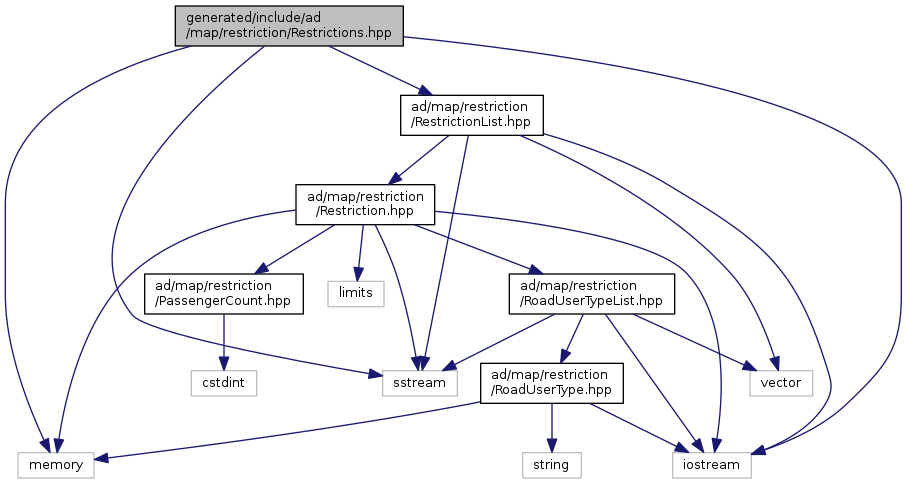 generated/include/ad
/map/restriction/Restrictions.hpp
ad/map/restriction
/RestrictionList.hpp
ad/map/restriction
/Restriction.hpp
ad/map/restriction
/PassengerCount.hpp
limits
ad/map/restriction
/RoadUserTypeList.hpp
cstdint
sstream
ad/map/restriction
/RoadUserType.hpp
vector
memory
string
iostream